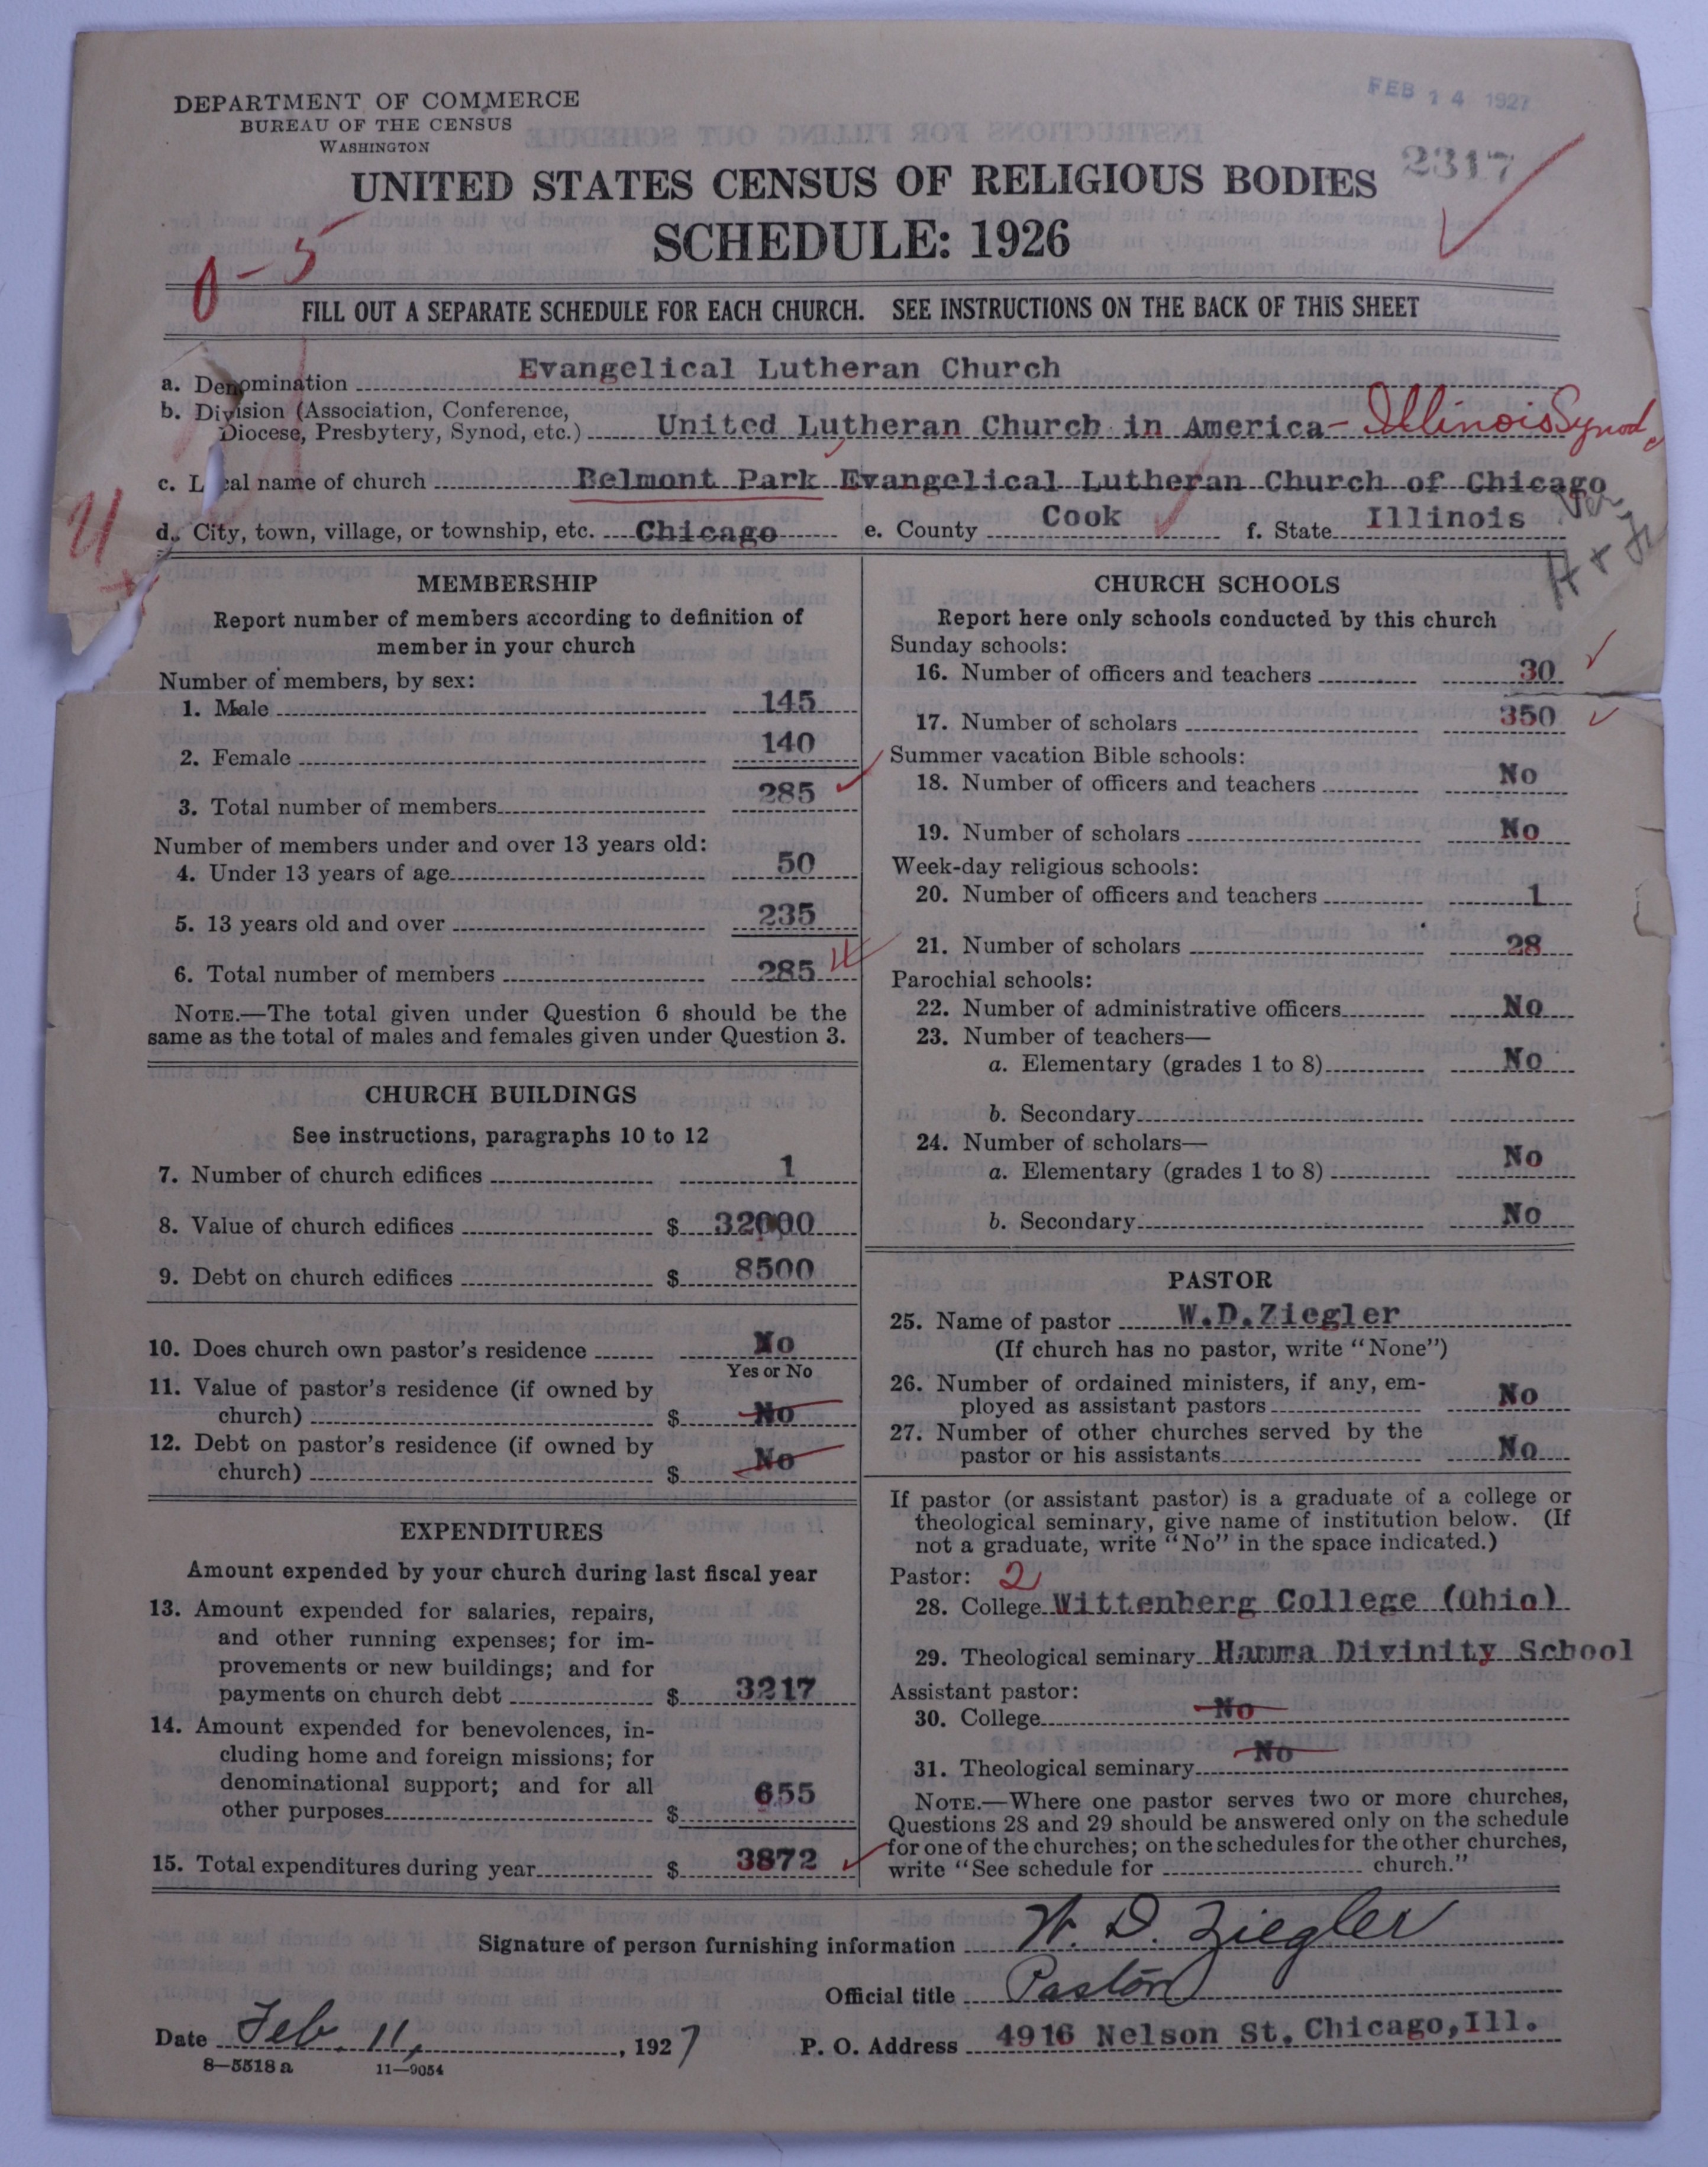 DEPARTMENT OF COMMERCE
BUREAU OF THE CENSUS
WASHINGTON
FEB 14 1927
2317
UNITED STATES CENSUS OF RELIGIOUS BODIES
SCHEDULE: 1926
0-5
FILL OUT A SEPARATE SCHEDULE FOR EACH CHURCH. SEE INSTRUCTIONS ON THE BACK OF THIS SHEET
a. Denomination Evangelical Lutheran Church
b. Division (Association, Conference, Diocese, Presbytery, Synod, etc.) United Lutheran Church in America- Illinois Synod
c. L cal name of church Belmont Park Evangelical Lutheran Church of Chicago
d. City, town, village, or township, etc. Chicago e. County Cook f. State Illinois
MEMBERSHIP
Report number of members according to definition of
member in your church
Number of members, by sex:
1. Male 145
2. Female 140
3. Total number of members 285
Number of members under and over 13 years old:
4. Under 13 years of age 50
5. 13 years old and over 235
6. Total number of members 285
NOTE.—The total given under Question 6 should be the
same as the total of males and females given under Question 3.
CHURCH BUILDINGS
See instructions, paragraphs 10 to 12
7. Number of church edifices 1
8. Value of church edifices $ 32000
9. Debt on church edifices $ 8500
10. Does church own pastor's residence No
Yes or No
11. Value of pastor's residence (if owned by
church) $ No
12. Debt on pastor's residence (if owned by
church) $ No
EXPENDITURES
Amount expended by your church during last fiscal year
13. Amount expended for salaries, repairs,
and other running expenses; for im-
provements or new buildings; and for
payments on church debt $ 3217
14. Amount expended for benevolences, in-
cluding home and foreign missions; for
denominational support; and for all
other purposes $ 655
15. Total expenditures during year $ 3872
CHURCH SCHOOLS
Report here only schools conducted by this church
Sunday schools:
16. Number of officers and teachers 30
17. Number of scholars 350
Summer vacation Bible schools:
18. Number of officers and teachers No
19. Number of scholars No
Week-day religious schools:
20. Number of officers and teachers 1
21. Number of scholars 28
Parochial schools:
22. Number of administrative officers No
23. Number of teachers—
a. Elementary (grades 1 to 8) No
b. Secondary
24. Number of scholars—
a. Elementary (grades 1 to 8) No
b. Secondary No
PASTOR
25. Name of pastor W.D.Ziegler
(If church has no pastor, write "None")
26. Number of ordained ministers, if any, em-
ployed as assistant pastors No
27. Number of other churches served by the
pastor or his assistants No
If pastor (or assistant pastor) is a graduate of a college or
theological seminary, give name of institution below. (If
not a graduate, write "No" in the space indicated.)
Pastor: 2
28. College Wittenberg College (Ohio)
29. Theological seminary Hamma Divinity School
Assistant pastor:
30. College No
31. Theological seminary No
NOTE.—Where one pastor serves two or more churches,
Questions 28 and 29 should be answered only on the schedule
for one of the churches; on the schedules for the other churches,
write "See schedule for church."
Signature of person furnishing information W. D. Ziegler
Official title Pastor
Date Feb. 11, 1927 P. O. Address 4916 Nelson St. Chicago, Ill.
8—5518 a 11—9054